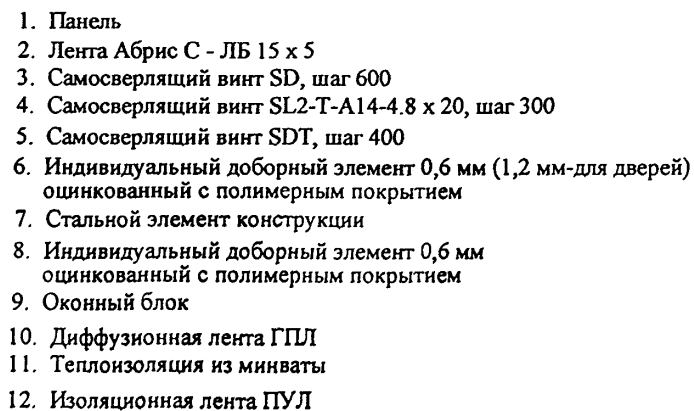 1. Панель
2. Лента Абрис С - ЛБ 15 х 5
3. Самосверлящий винт SD, шаг 600
4. Самосверлящий винт SL2-T-A14-4.8 x 20, шаг 300
5. Самосверлящий винт SDT, шаг 400
6. Индивидуальный доборный элемент 0,6 мм (1,2 мм-для дверей)
оцинкованный с полимерным покрытием
7. Стальной элемент конструкции
8. Индивидуальный доборный элемент 0,6 мм
оцинкованный с полимерным покрытием
9. Оконный блок
10. Диффузионная лента ГПЛ
11. Теплоизоляция из минваты
12. Изоляционная лента ПУЛ